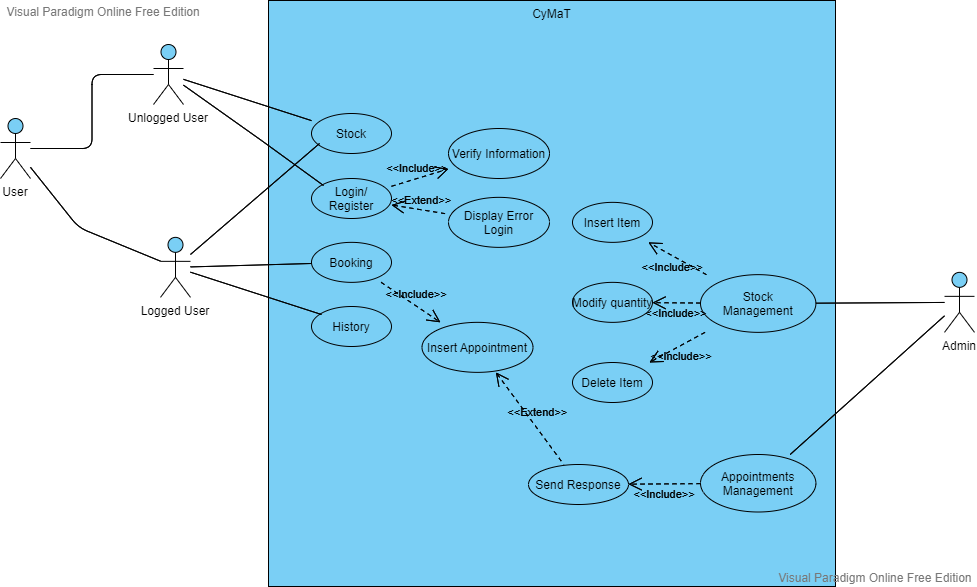 Visual Paradigm Online Free Edition
CyMaT
Unlogged User
User
Logged User
Admin
Stock
Verify Information
<<Include>>
Login/
Register
<<Extend>>
Display Error
Login
Insert Item
Booking
<<Include>>
<<Include>>
Modify quantity
<<Include>>
Stock
Management
History
Insert Appointment
<<Include>>
Delete Item
<<Extend>>
Send Response
<<Include>>
Appointments
Management
Visual Paradigm Online Free Edition